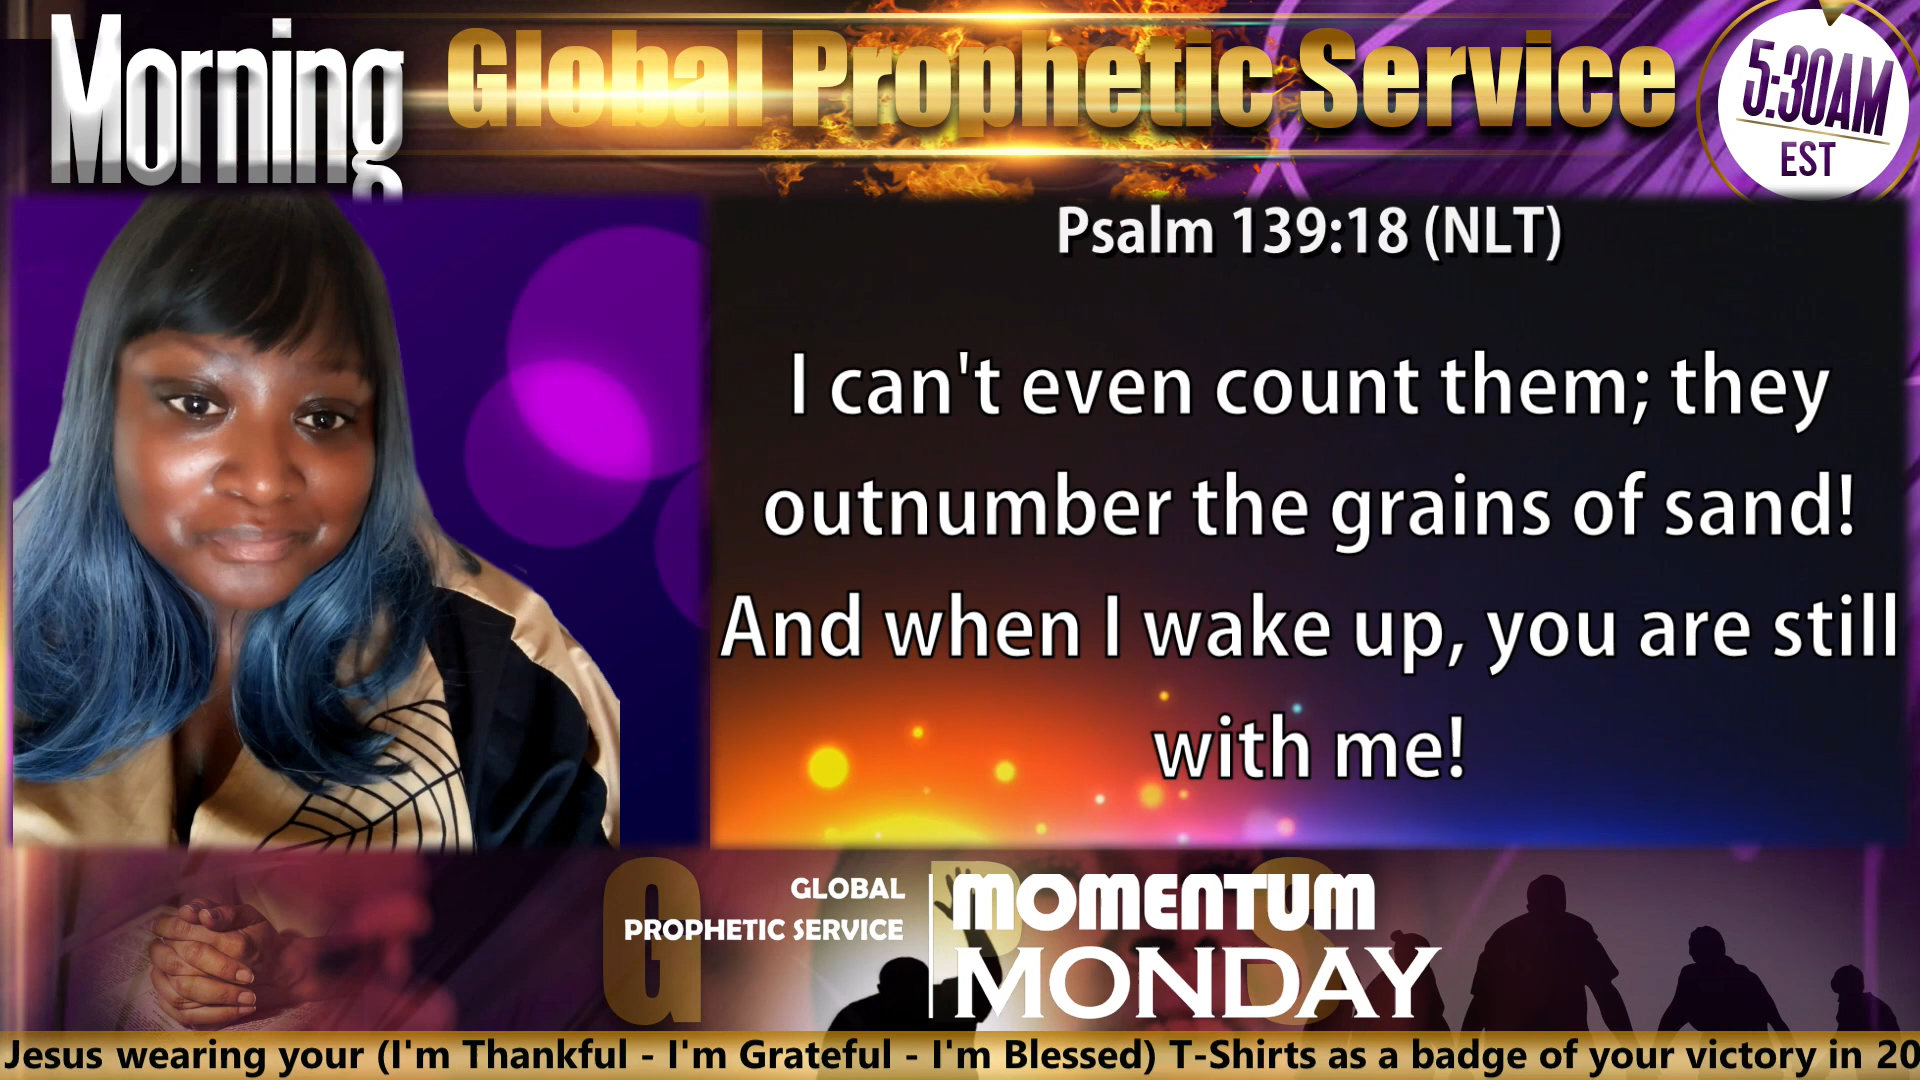 Morning Global Prophetic Service
5:30AM
EST
Psalm 139:18 (NLT)
I can't even count them; they
outnumber the grains of sand!
And when I wake up, you are still
with me!
G P S
GLOBAL
PROPHETIC SERVICE
MOMENTUM
MONDAY
Jesus wearing your (I'm Thankful - I'm Grateful - I'm Blessed) T-Shirts as a badge of your victory in 20